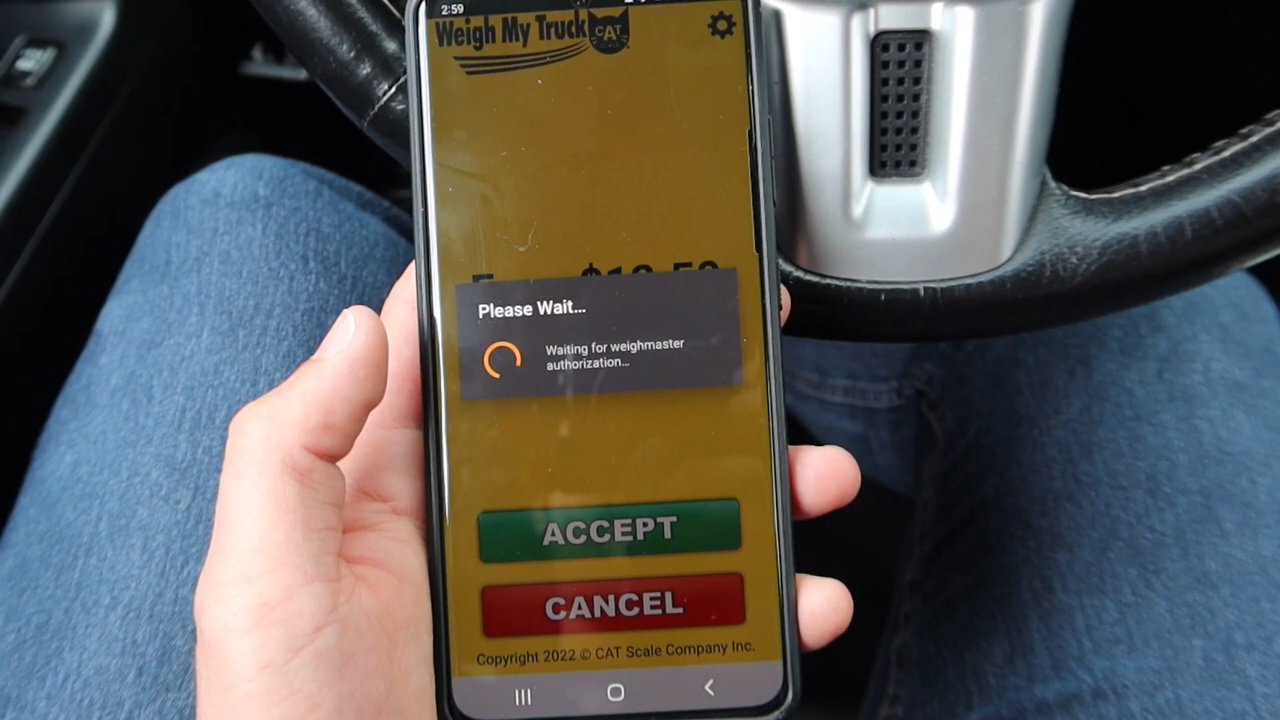 2:59
Weigh My Truck
CAT
Please Wait...
Waiting for weighmaster
authorization...
ACCEPT
CANCEL
Copyright 2022 © CAT Scale Company Inc.